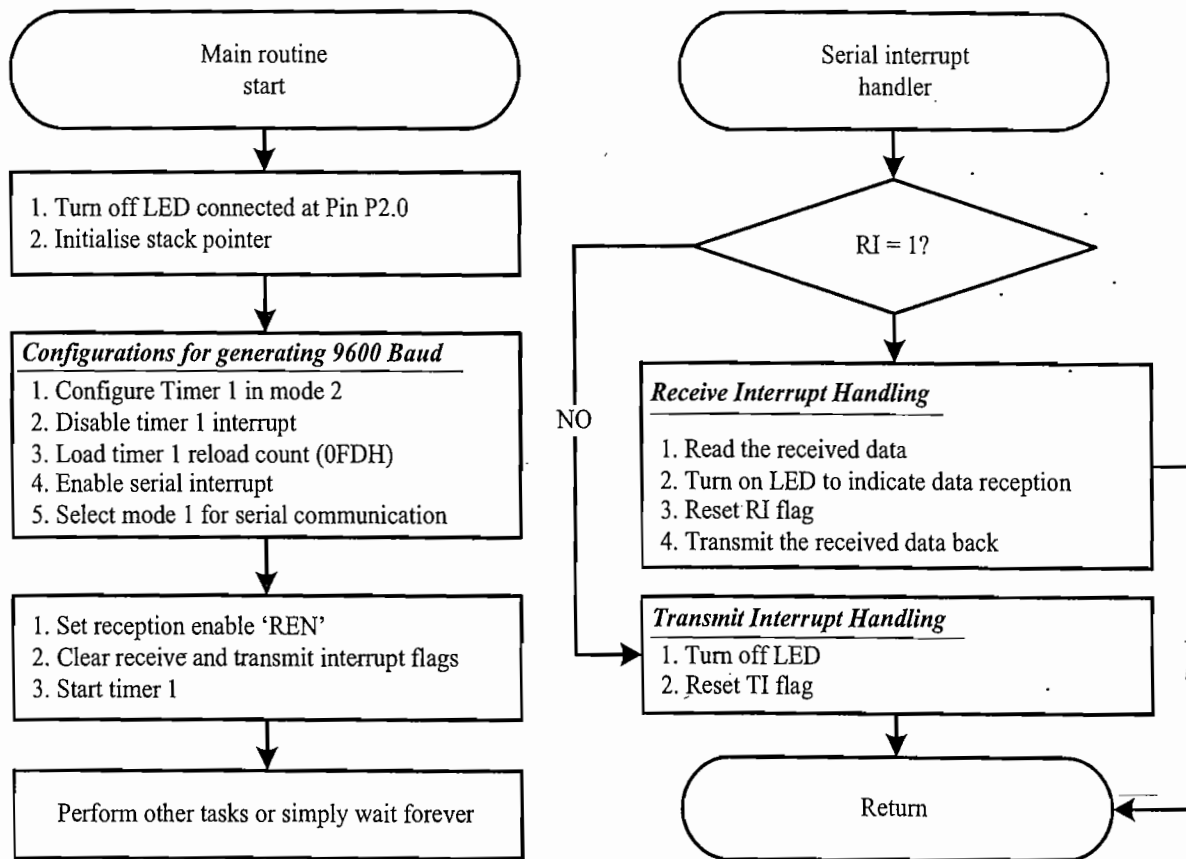 Main routine
start
1. Turn off LED connected at Pin P2.0
2. Initialise stack pointer
Configurations for generating 9600 Baud
1. Configure Timer 1 in mode 2
2. Disable timer 1 interrupt
3. Load timer 1 reload count (0FDH)
4. Enable serial interrupt
5. Select mode 1 for serial communication
1. Set reception enable ‘REN’
2. Clear receive and transmit interrupt flags
3. Start timer 1
Perform other tasks or simply wait forever
Serial interrupt
handler
RI = 1?
NO
Receive Interrupt Handling
1. Read the received data
2. Turn on LED to indicate data reception
3. Reset RI flag
4. Transmit the received data back
Transmit Interrupt Handling
1. Turn off LED
2. Reset TI flag
Return